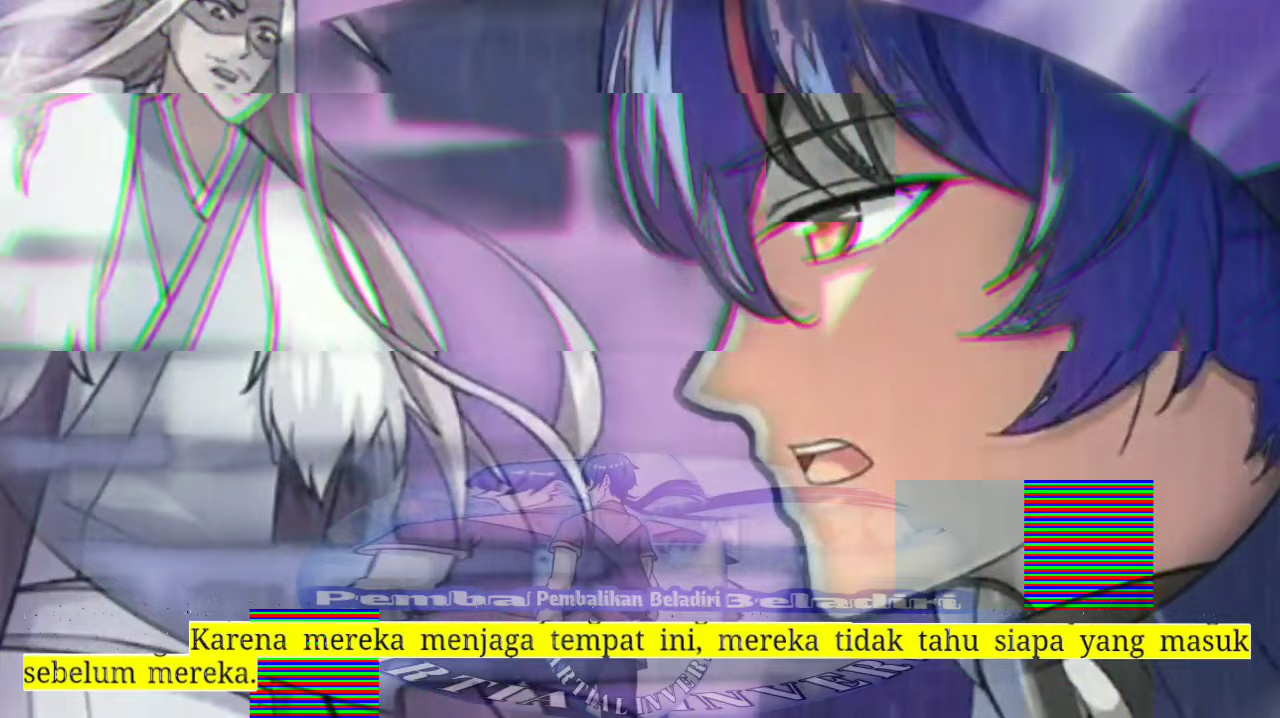 Pembalikan Beladiri
Karena mereka menjaga tempat ini, mereka tidak tahu siapa yang masuk
sebelum mereka.